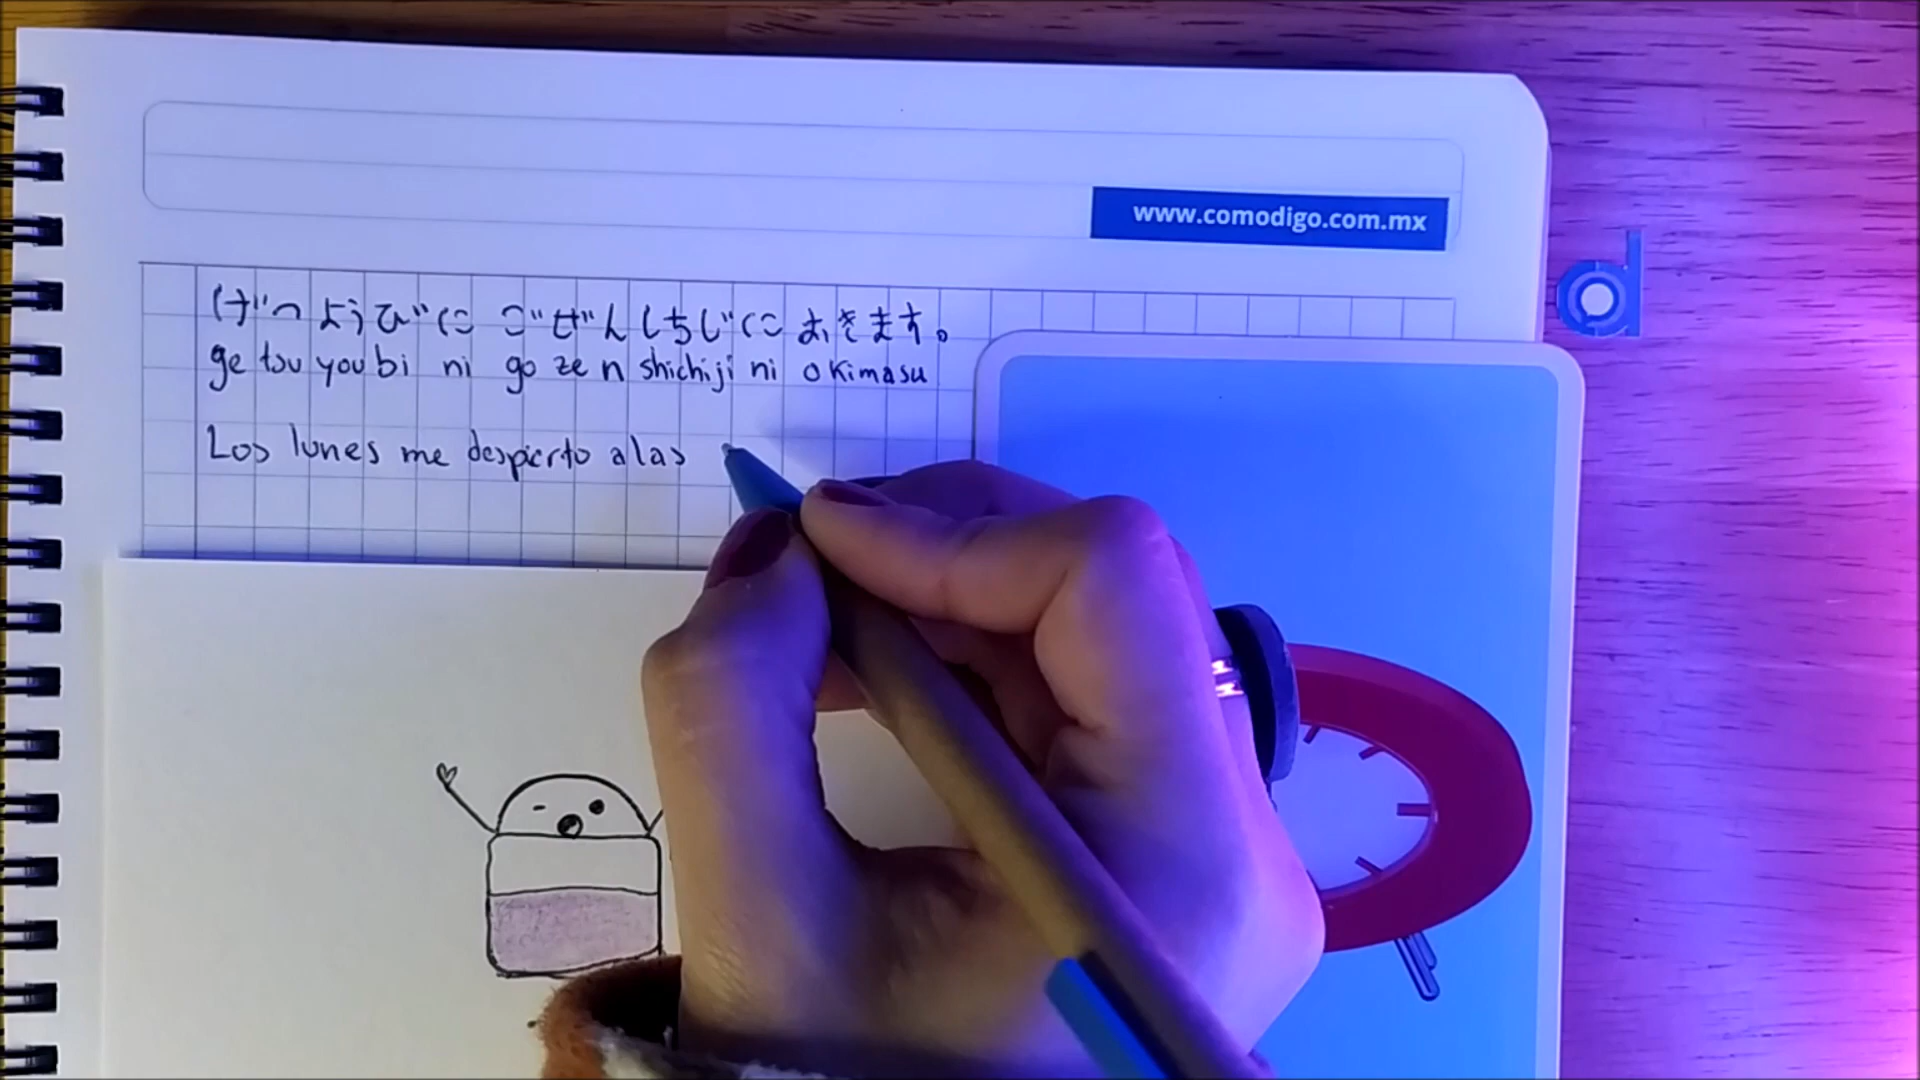 www.comodigo.com.mx
げつようびに ごぜんしちじに おきます。
ge tsu you bi ni go ze n shichiji ni okimasu
Los lunes me despierto a las